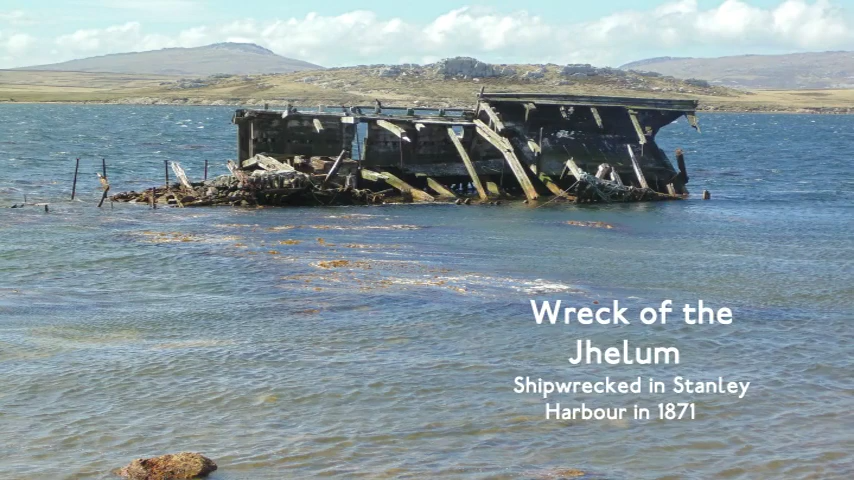 Wreck of the
Jhelum
Shipwrecked in Stanley
Harbour in 1871